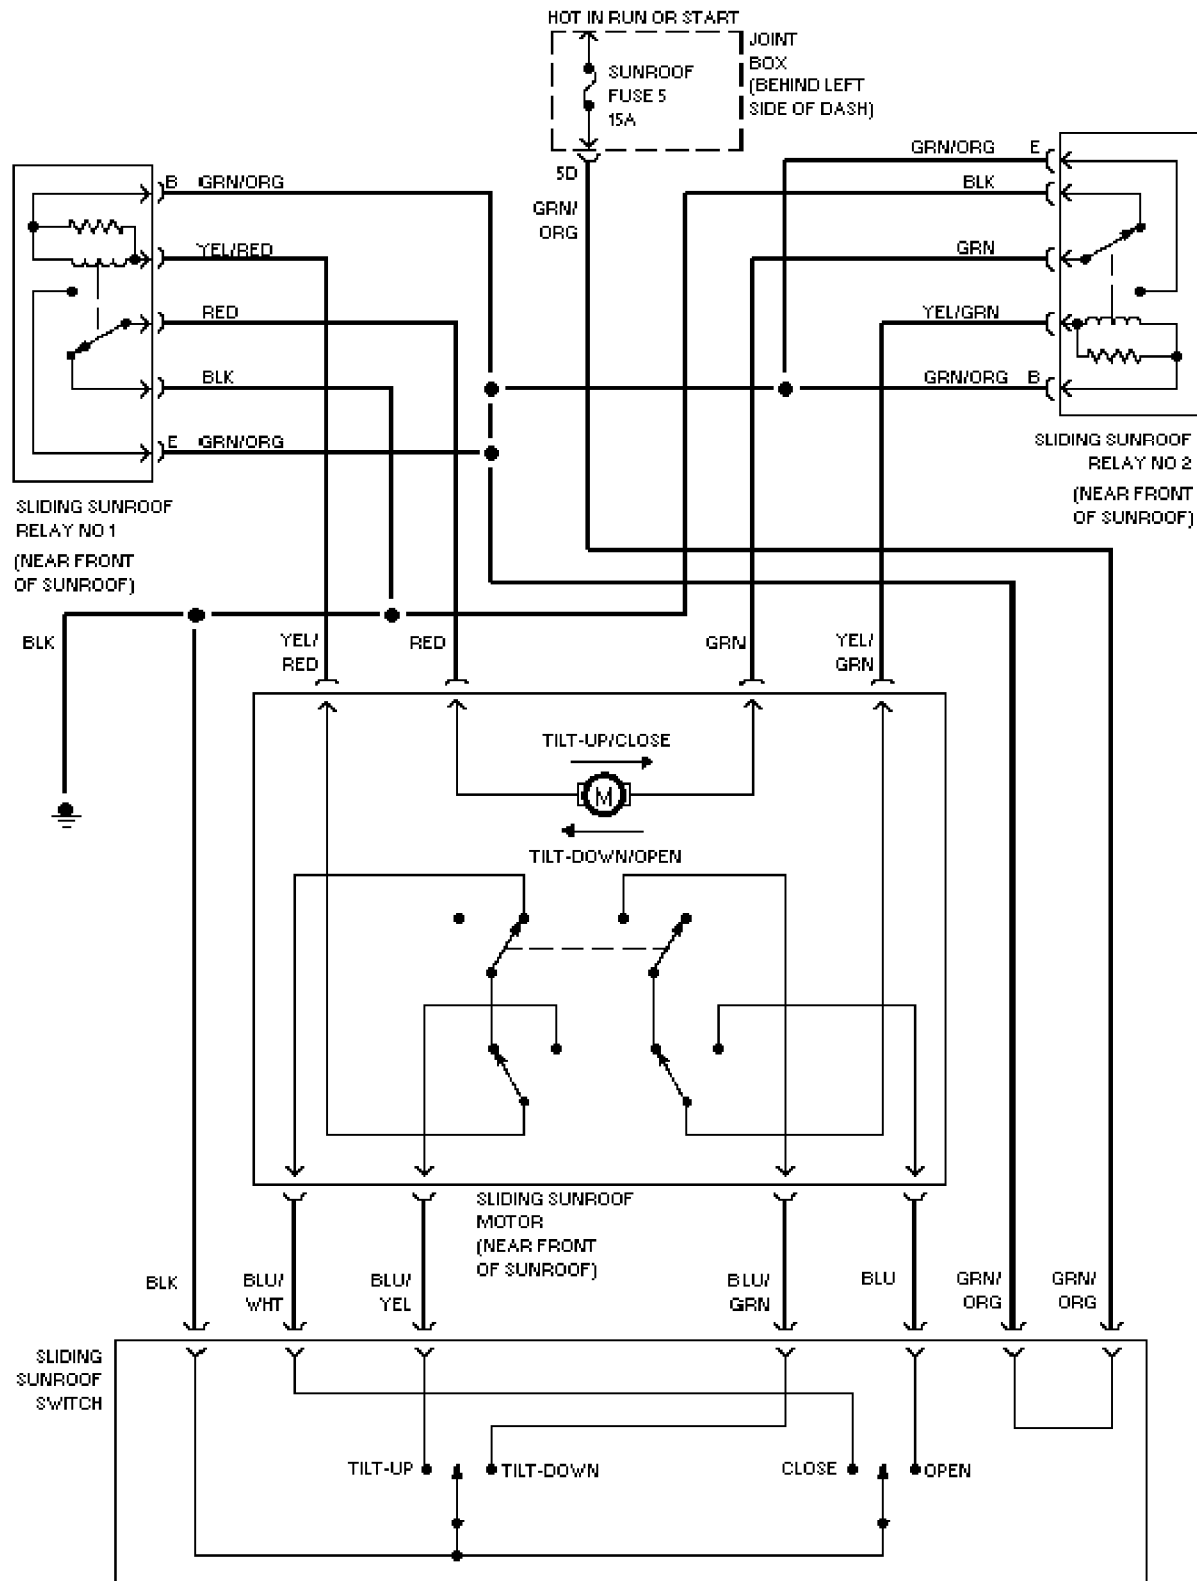 HOT IN RUN OR START
JOINT
BOX
(BEHIND LEFT
SIDE OF DASH)
SUNROOF
FUSE 5
15A
5D
GRN/
ORG
B GRN/ORG
YEL/RED
RED
BLK
E GRN/ORG
SLIDING SUNROOF
RELAY NO 1
(NEAR FRONT
OF SUNROOF)
GRN/ORG E
BLK
GRN
YEL/GRN
GRN/ORG B
SLIDING SUNROOF
RELAY NO 2
(NEAR FRONT
OF SUNROOF)
BLK
YEL/
RED
RED
GRN
YEL/
GRN
TILT-UP/CLOSE
M
TILT-DOWN/OPEN
SLIDING SUNROOF
MOTOR
(NEAR FRONT
OF SUNROOF)
BLK
BLU/
WHT
BLU/
YEL
BLU/
GRN
BLU
GRN/
ORG
GRN/
ORG
SLIDING
SUNROOF
SWITCH
TILT-UP
TILT-DOWN
CLOSE
OPEN